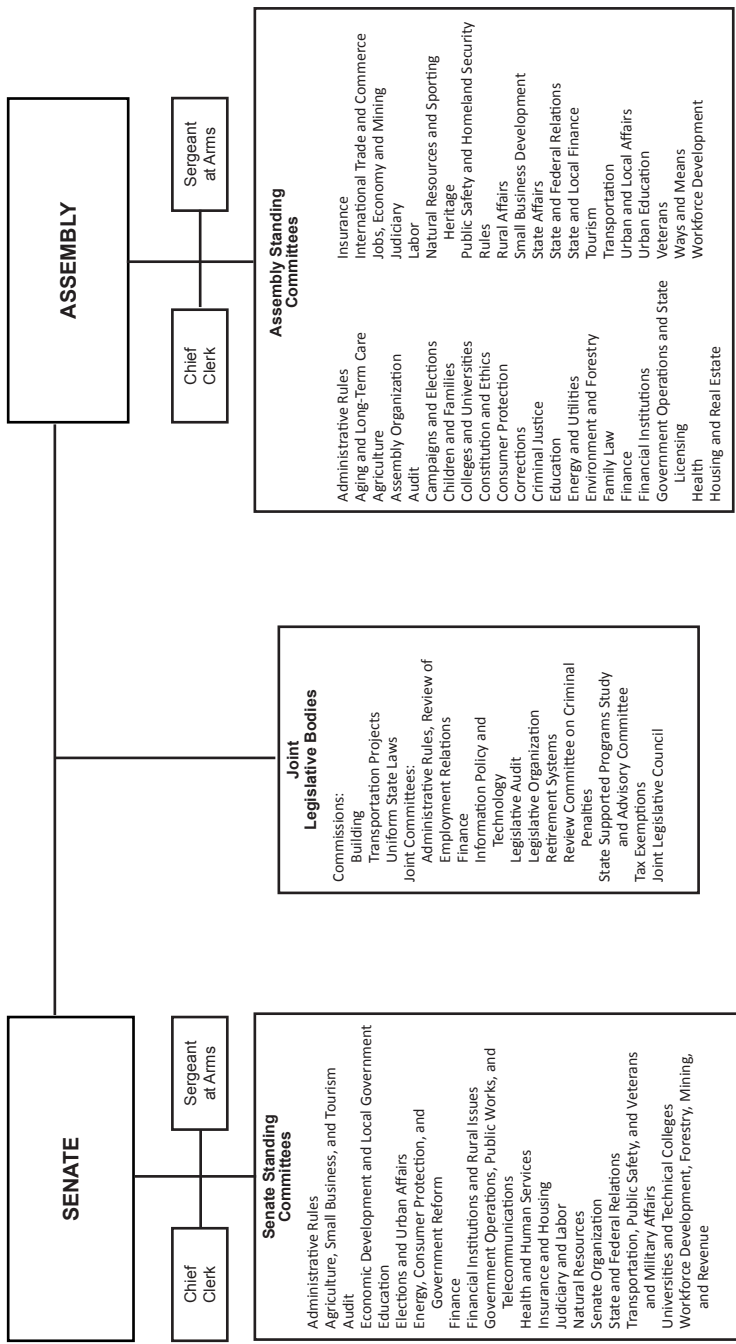 SENATE
Chief
Clerk
Sergeant
at Arms
Senate Standing
Committees
Administrative Rules
Agriculture, Small Business, and Tourism
Audit
Economic Development and Local Government
Education
Elections and Urban Affairs
Energy, Consumer Protection, and
Government Reform
Finance
Financial Institutions and Rural Issues
Government Operations, Public Works, and
Telecommunications
Health and Human Services
Insurance and Housing
Judiciary and Labor
Natural Resources
Senate Organization
State and Federal Relations
Transportation, Public Safety, and Veterans
and Military Affairs
Universities and Technical Colleges
Workforce Development, Forestry, Mining,
and Revenue
Joint
Legislative Bodies
Commissions:
Building
Transportation Projects
Uniform State Laws
Joint Committees:
Administrative Rules, Review of
Employment Relations
Finance
Information Policy and
Technology
Legislative Audit
Legislative Organization
Retirement Systems
Review Committee on Criminal
Penalties
State Supported Programs Study
and Advisory Committee
Tax Exemptions
Joint Legislative Council
ASSEMBLY
Chief
Clerk
Sergeant
at Arms
Assembly Standing
Committees
Administrative Rules
Aging and Long-Term Care
Agriculture
Assembly Organization
Audit
Campaigns and Elections
Children and Families
Colleges and Universities
Constitution and Ethics
Consumer Protection
Corrections
Criminal Justice
Education
Energy and Utilities
Environment and Forestry
Family Law
Finance
Financial Institutions
Government Operations and State
Licensing
Health
Housing and Real Estate
Insurance
International Trade and Commerce
Jobs, Economy and Mining
Judiciary
Labor
Natural Resources and Sporting
Heritage
Public Safety and Homeland Security
Rules
Rural Affairs
Small Business Development
State Affairs
State and Federal Relations
State and Local Finance
Tourism
Transportation
Urban and Local Affairs
Urban Education
Veterans
Ways and Means
Workforce Development